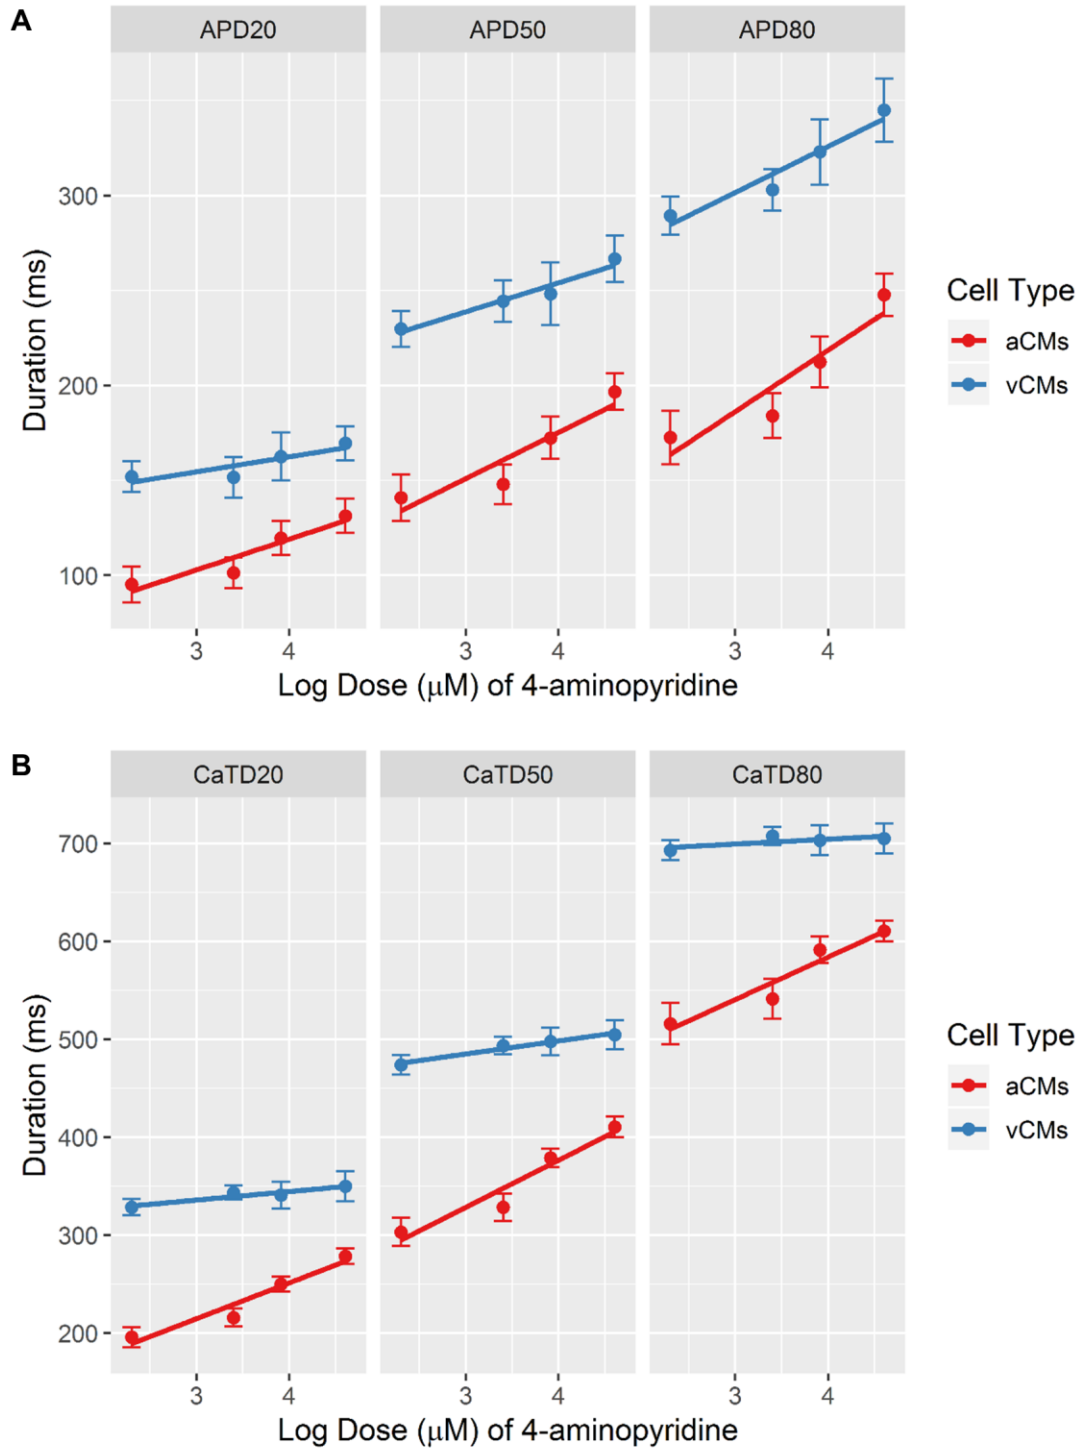 A
APD20 APD50 APD80
300
200
100
Duration (ms)
3 4 3 4 3 4
Log Dose (μM) of 4-aminopyridine
Cell Type
aCMs
vCMs
B
CaTD20 CaTD50 CaTD80
700
600
500
400
300
200
Duration (ms)
3 4 3 4 3 4
Log Dose (μM) of 4-aminopyridine
Cell Type
aCMs
vCMs